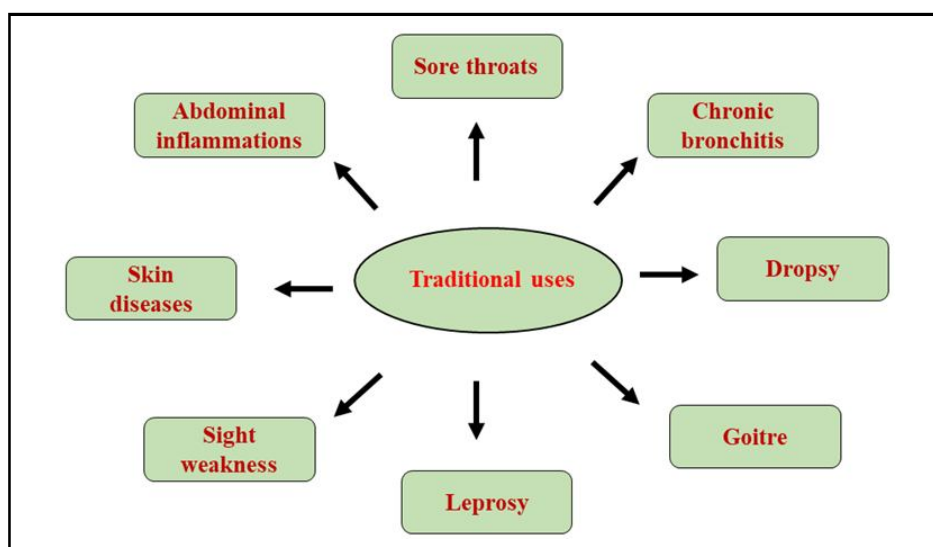 Sore throats
Abdominal
inflammations
Chronic
bronchitis
Skin
diseases
Traditional uses
Dropsy
Sight
weakness
Goitre
Leprosy